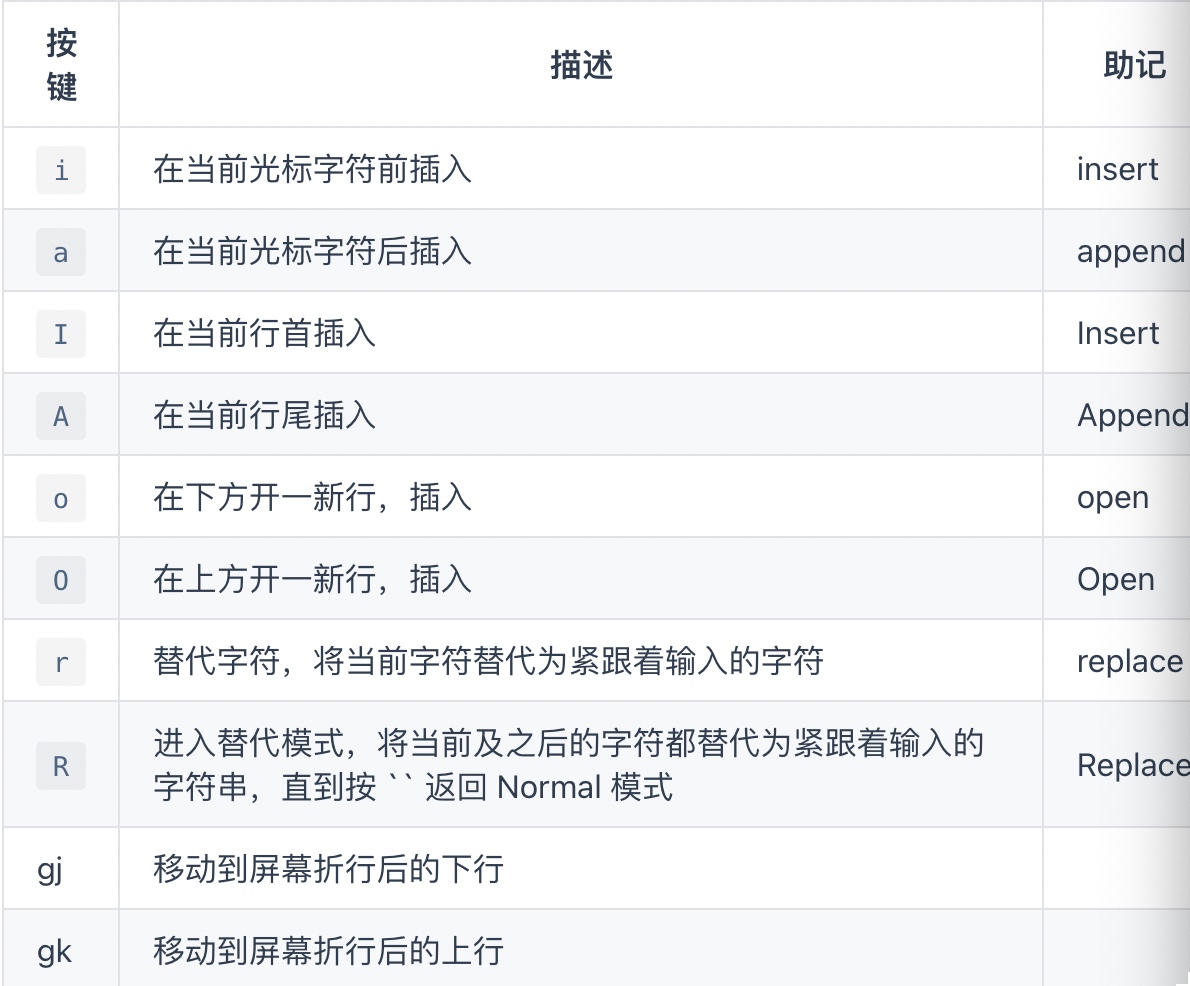 按
键
描述
助记
i
在当前光标字符前插入
insert
a
在当前光标字符后插入
append
I
在当前行首插入
Insert
A
在当前行尾插入
Append
o
在下方开一新行，插入
open
O
在上方开一新行，插入
Open
r
替代字符，将当前字符替代为紧跟着输入的字符
replace
R
进入替代模式，将当前及之后的字符都替代为紧跟着输入的
字符串，直到按 `` 返回 Normal 模式
Replace
gj
移动到屏幕折行后的下行
gk
移动到屏幕折行后的上行